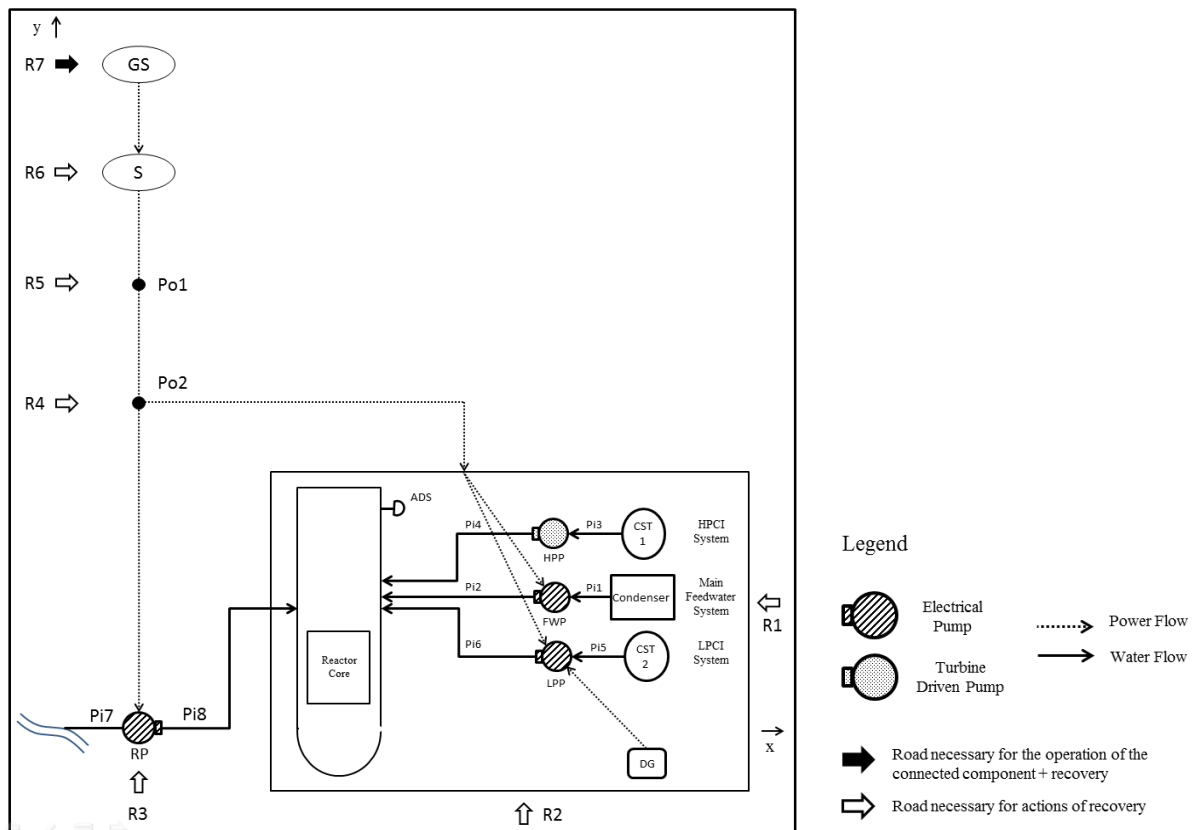 y
R7
GS
R6
S
R5
Po1
Po2
R4
ADS
Pi4
Pi3
CST
1
HPCI
System
HPP
Pi2
Pi1
Condenser
Main
Feedwater
System
FWP
R1
Pi6
Pi5
CST
2
LPCI
System
LPP
Reactor
Core
Pi7
Pi8
RP
R3
DG
x
R2
Legend
Electrical
Pump
Power Flow
Turbine
Driven Pump
Water Flow
Road necessary for the operation of the
connected component + recovery
Road necessary for actions of recovery